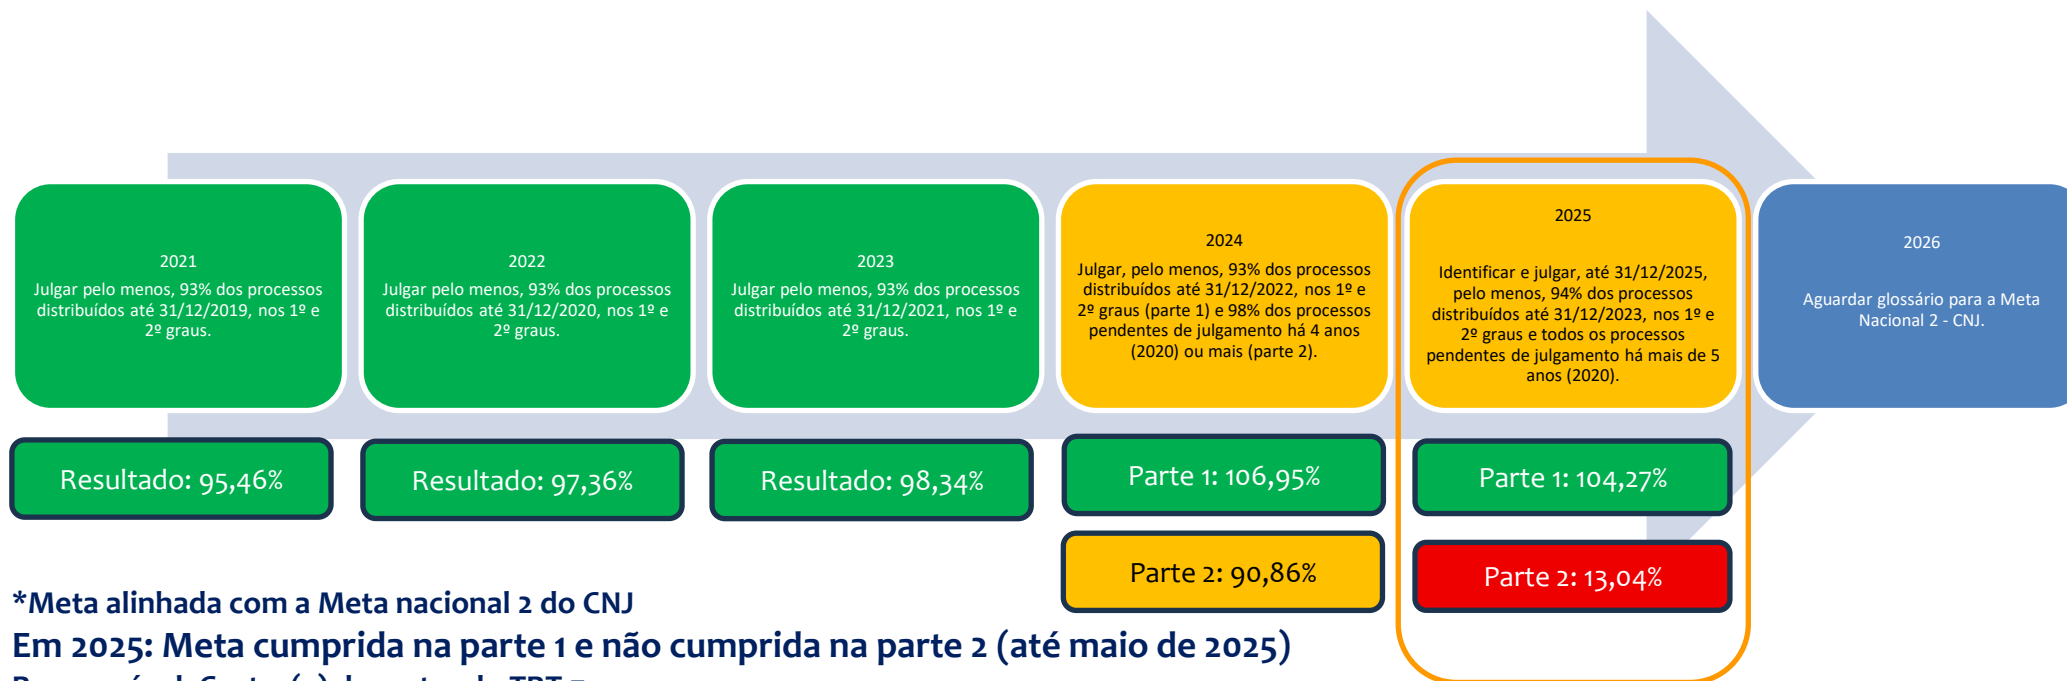 2021
Julgar pelo menos, 93% dos processos
distribuídos até 31/12/2019, nos 1º e
2º graus.
2022
Julgar pelo menos, 93% dos processos
distribuídos até 31/12/2020, nos 1º e
2º graus.
2023
Julgar pelo menos, 93% dos processos
distribuídos até 31/12/2021, nos 1º e
2º graus.
2024
Julgar, pelo menos, 93% dos processos
distribuídos até 31/12/2022, nos 1º e
2º graus (parte 1) e 98% dos processos
pendentes de julgamento há 4 anos
(2020) ou mais (parte 2).
2025
Identificar e julgar, até 31/12/2025,
pelo menos, 94% dos processos
distribuídos até 31/12/2023, nos 1º e
2º graus e todos os processos
pendentes de julgamento há mais de 5
anos (2020).
2026
Aguardar glossário para a Meta
Nacional 2 - CNJ.
Resultado: 95,46%
Resultado: 97,36%
Resultado: 98,34%
Parte 1: 106,95%
Parte 1: 104,27%
Parte 2: 90,86%
Parte 2: 13,04%
*Meta alinhada com a Meta nacional 2 do CNJ
Em 2025: Meta cumprida na parte 1 e não cumprida na parte 2 (até maio de 2025)